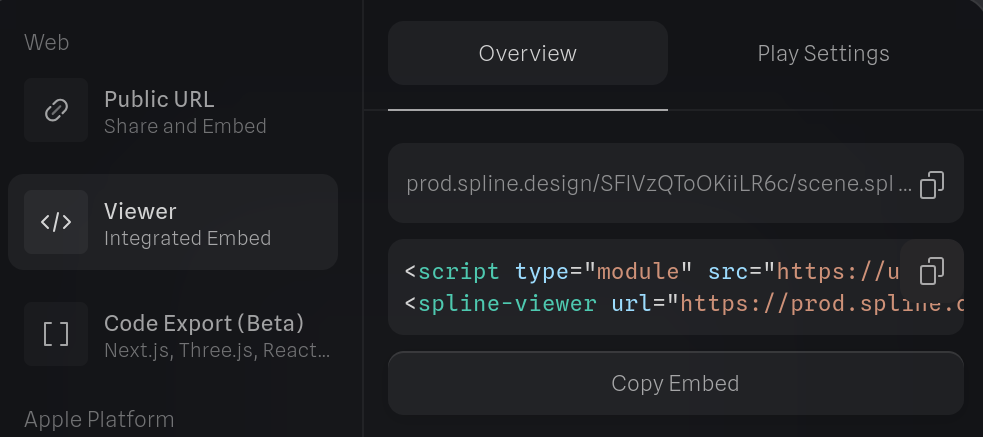 Web
Public URL
Share and Embed
Viewer
Integrated Embed
Code Export (Beta)
Next.js, Three.js, React...
Apple Platform
Overview
Play Settings
prod.spline.design/SFIVzQToOKiiLR6c/scene.spl ...
<script type="module" src="https://u
<spline-viewer url="https://prod.spline.d
Copy Embed